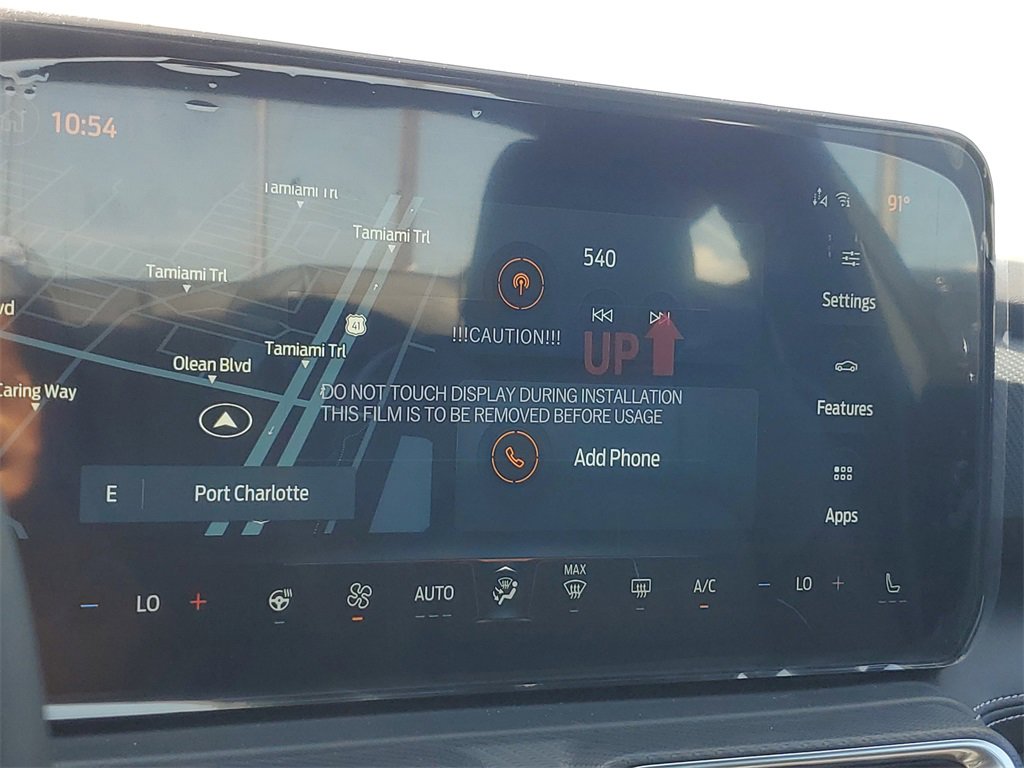 10:54
91°
Tamiami Trl
Tamiami Trl
540
Tamiami Trl
Settings
vd
41
!!!CAUTION!!!
UP
Tamiami Trl
Olean Blvd
Caring Way
DO NOT TOUCH DISPLAY DURING INSTALLATION
THIS FILM IS TO BE REMOVED BEFORE USAGE
Features
Add Phone
E
Port Charlotte
Apps
MAX
− LO +
AUTO
A/C
− LO +